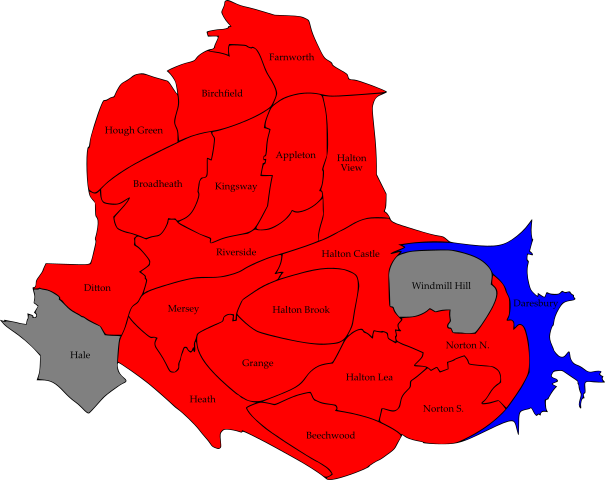 Farnworth
Birchfield
Hough Green
Appleton
Halton
View
Broadheath
Kingsway
Riverside
Halton Castle
Ditton
Windmill Hill
Daresbury
Mersey
Halton Brook
Norton N.
Hale
Grange
Halton Lea
Heath
Norton S.
Beechwood